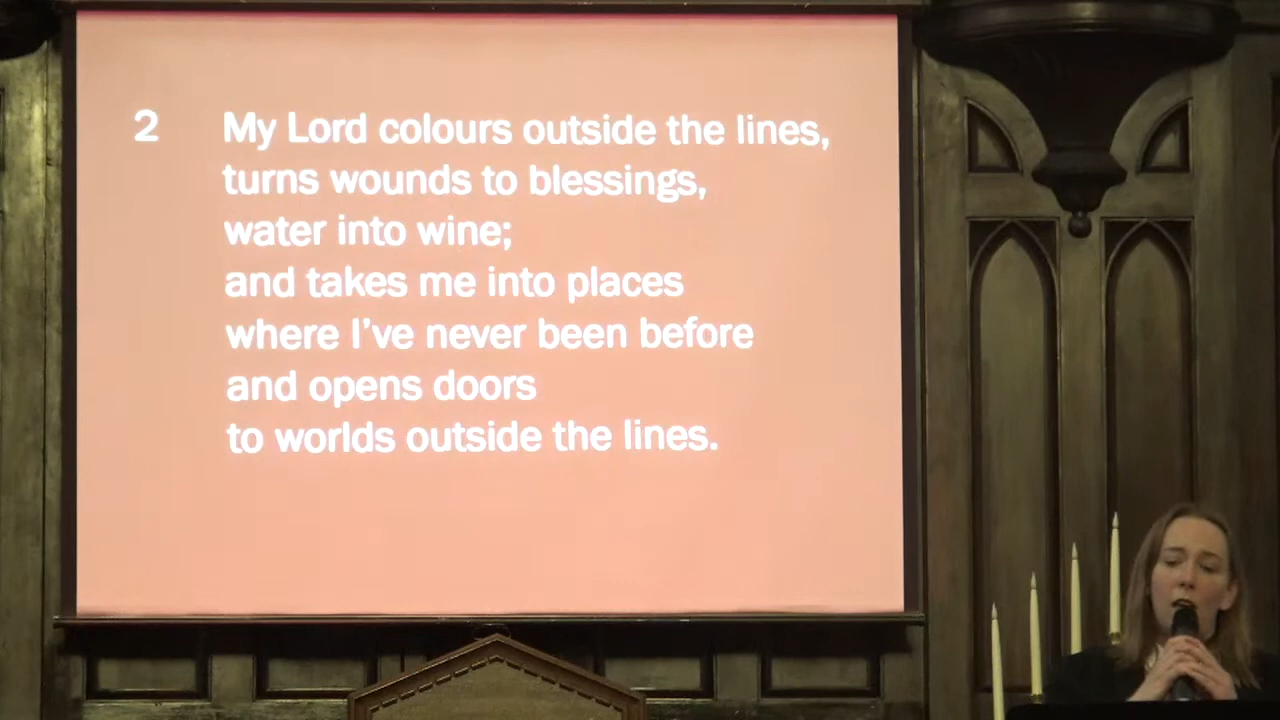 2 My Lord colours outside the lines,
turns wounds to blessings,
water into wine;
and takes me into places
where I've never been before
and opens doors
to worlds outside the lines.